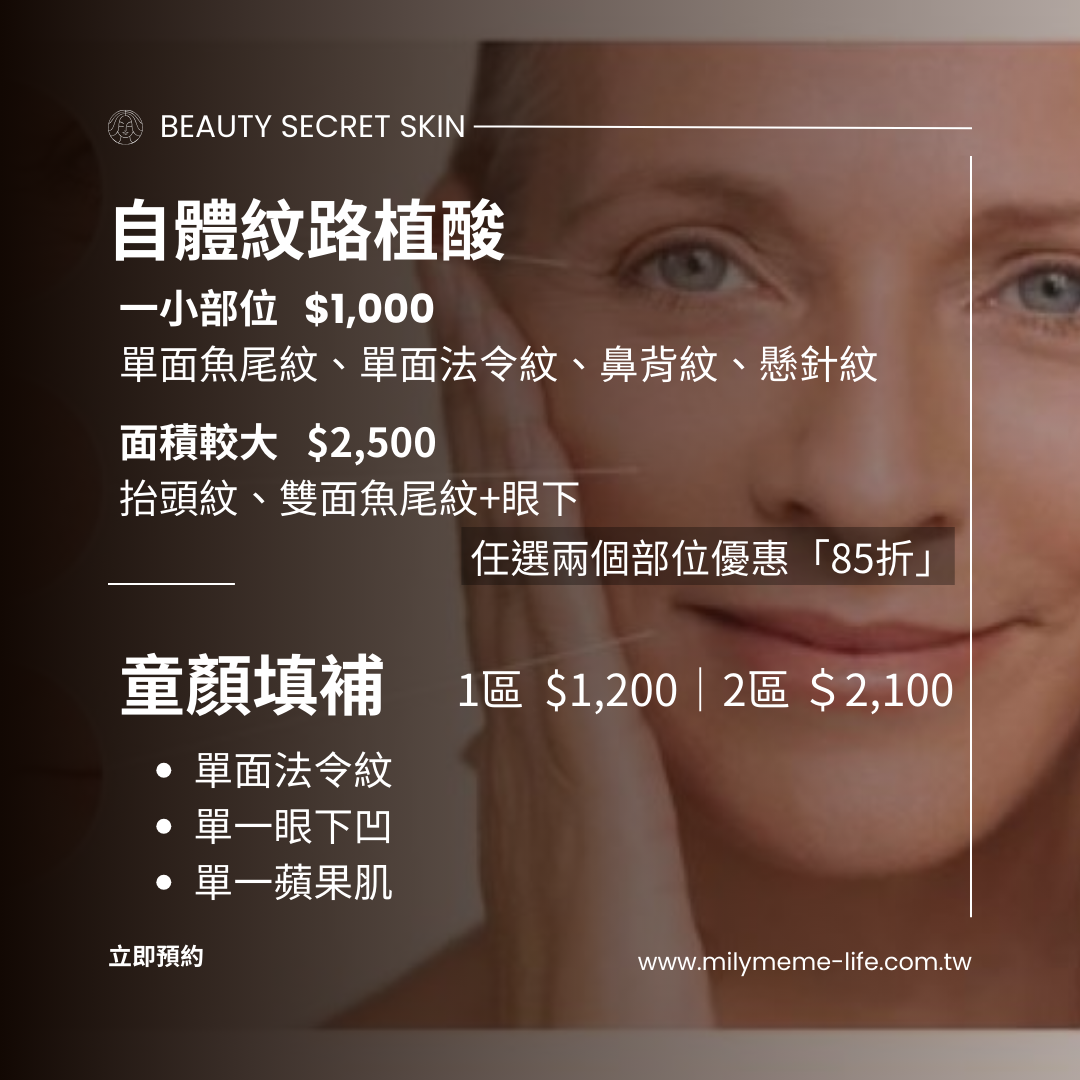 BEAUTY SECRET SKIN
自體紋路植酸
一小部位 $1,000
單面魚尾紋、單面法令紋、鼻背紋、懸針紋
面積較大 $2,500
抬頭紋、雙面魚尾紋+眼下
任選兩個部位優惠「85折」
童顏填補
1區 $1,200｜2區 ＄2,100
• 單面法令紋
• 單一眼下凹
• 單一蘋果肌
立即預約
www.milymeme-life.com.tw